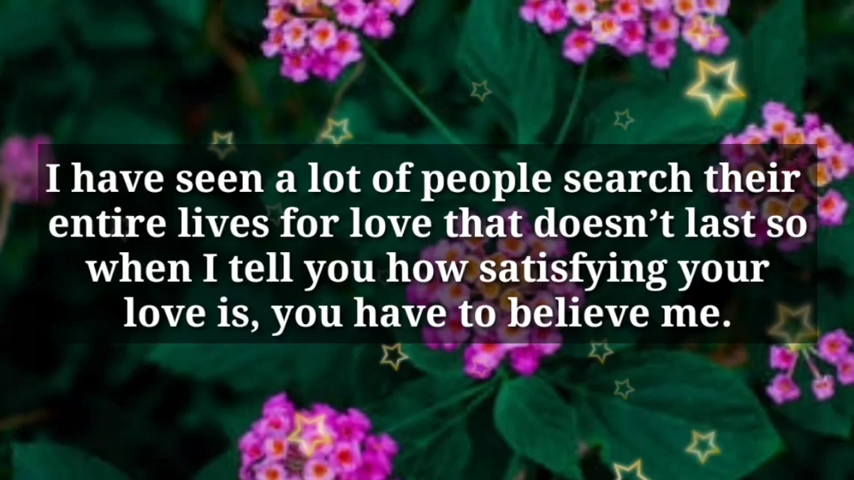 I have seen a lot of people search their
entire lives for love that doesn’t last so
when I tell you how satisfying your
love is, you have to believe me.